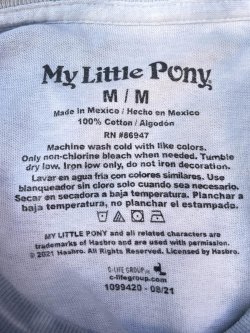 My Little Pony
M / M
Made in Mexico / Hecho en Mexico
100% Cotton / Algodón
RN #86947
Machine wash cold with like colors.
Only non-chlorine bleach when needed. Tumble
dry low. Iron low only, do not iron decoration.
Lavar en agua fria con colores similares. Use
blanqueador sin cloro solo cuando sea necesario.
Secar en secadora a baja temperatura. Planchar a
baja temperatura, no planchar el estampado.
MY LITTLE PONY and all related characters are
trademarks of Hasbro and are used with permission.
© 2021 Hasbro. All Rights Reserved. Licensed by Hasbro.
C-LIFE GROUP
c-lifegroup.com
1099420 - 08/21